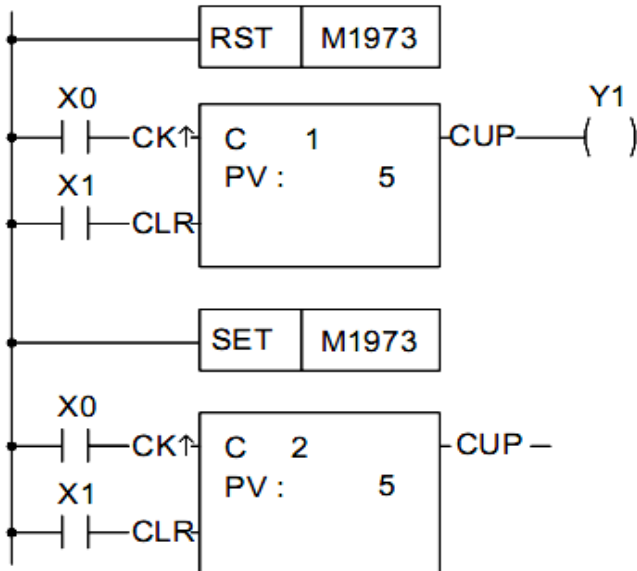 RST M1973
X0 Y1
CK↑ C 1 CUP ( )
PV : 5
X1
CLR
SET M1973
X0
CK↑ C 2 CUP
PV : 5
X1
CLR